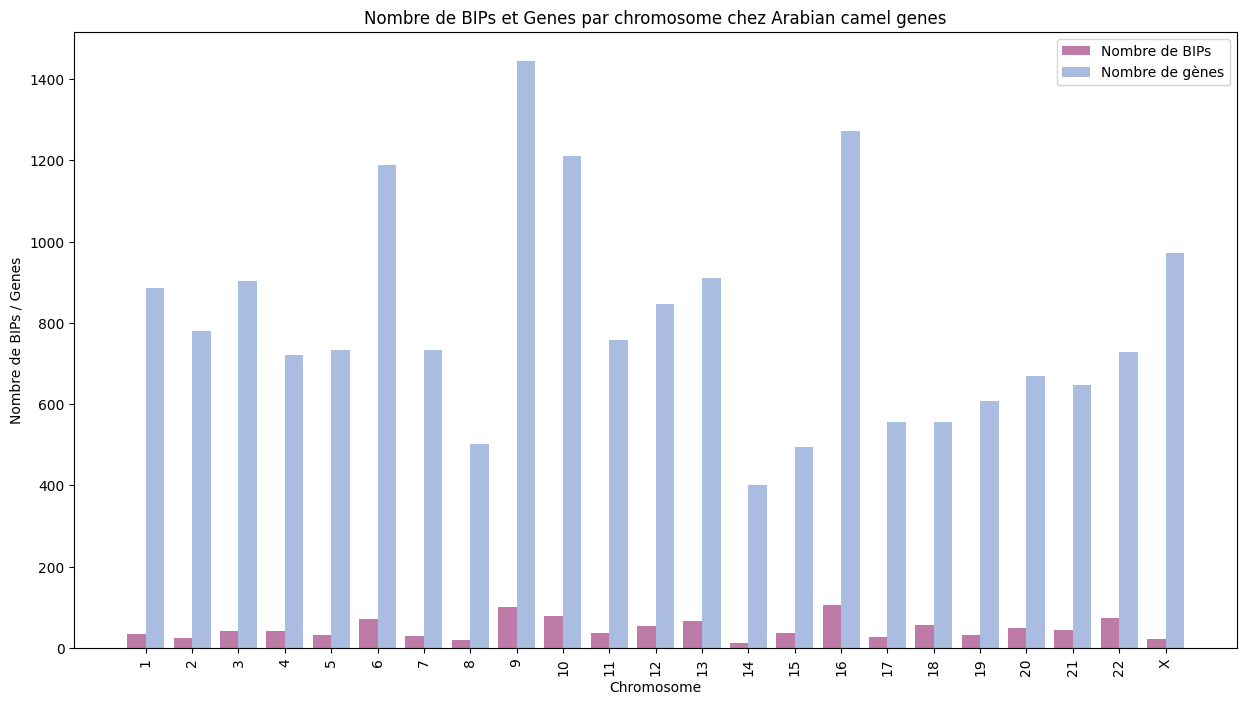 Nombre de BIPs et Genes par chromosome chez Arabian camel genes
Nombre de BIPs
Nombre de gènes
Nombre de BIPs / Genes
1400
1200
1000
800
600
400
200
0
1 2 3 4 5 6 7 8 9 10 11 12 13 14 15 16 17 18 19 20 21 22 X
Chromosome